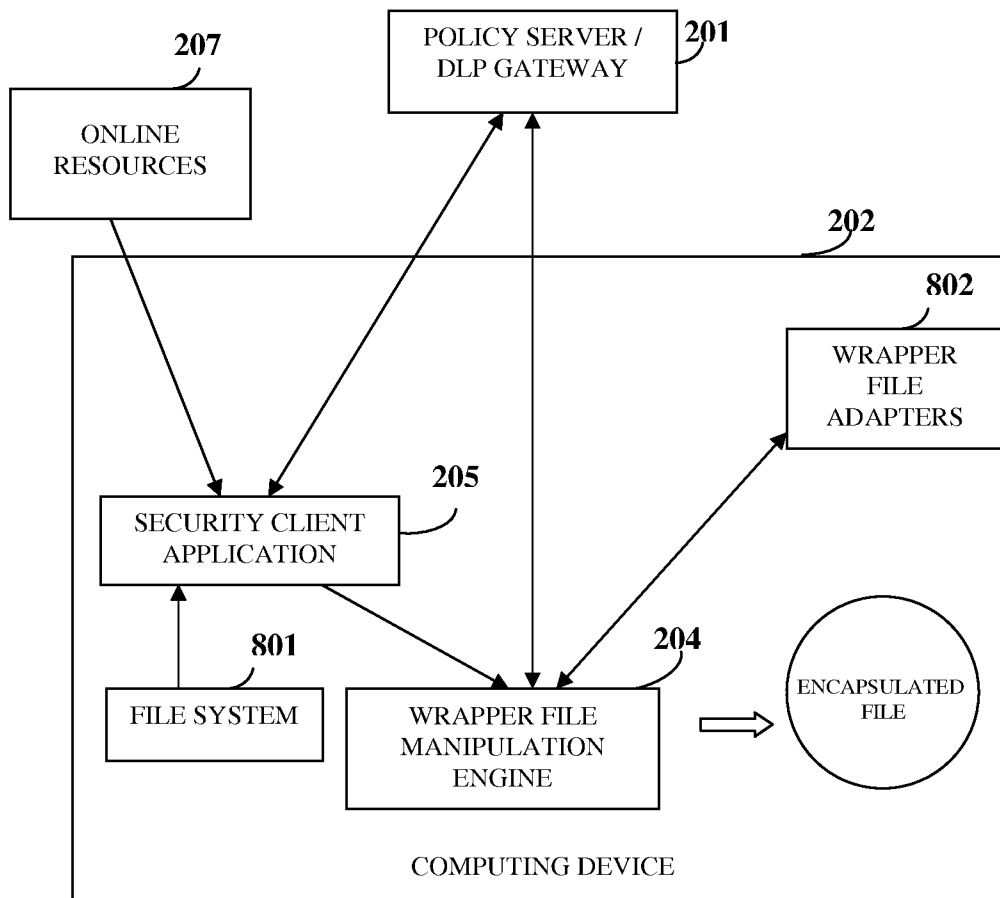 207
ONLINE
RESOURCES
201
POLICY SERVER /
DLP GATEWAY
202
802
WRAPPER
FILE
ADAPTERS
205
SECURITY CLIENT
APPLICATION
801
FILE SYSTEM
204
WRAPPER FILE
MANIPULATION
ENGINE
ENCAPSULATED
FILE
COMPUTING DEVICE